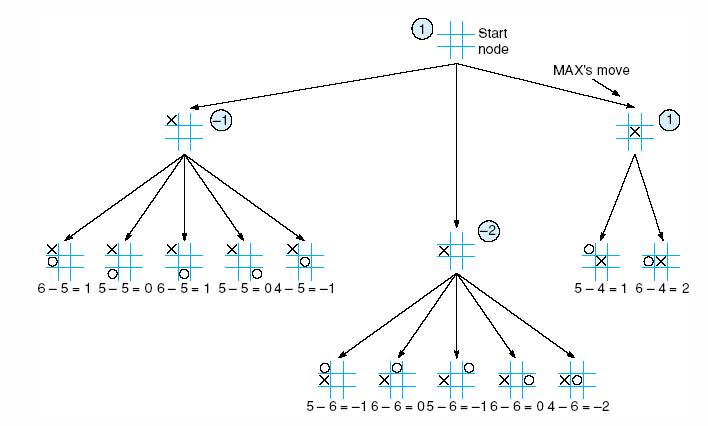 1 Start
node
MAX's move
X −1 X 1
−2
X X X X X O
O O O O O X X O X
6 − 5 = 1 5 − 5 = 0 6 − 5 = 1 5 − 5 = 0 4 − 5 = −1 5 − 4 = 1 6 − 4 = 2
O O O
X X X X O X O
5 − 6 = −1 6 − 6 = 0 5 − 6 = −1 6 − 6 = 0 4 − 6 = −2